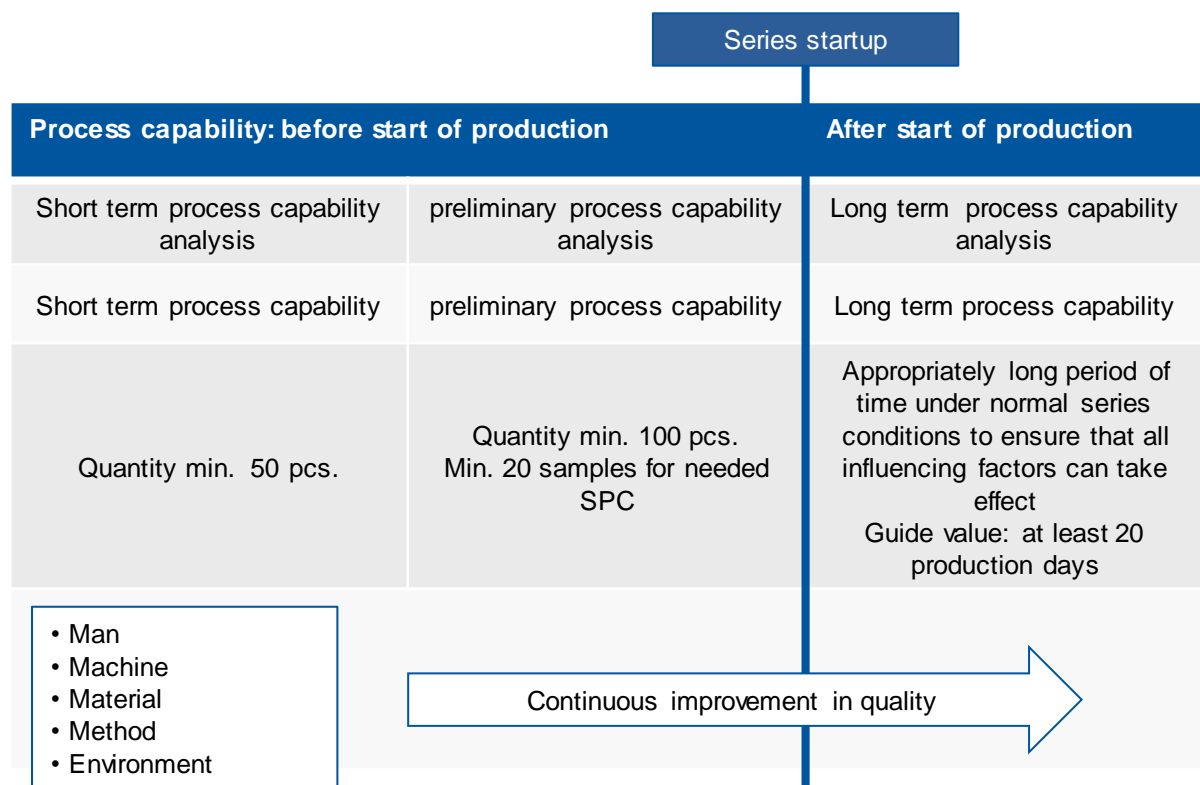 Series startup
Process capability: before start of production
After start of production
Short term process capability
analysis
preliminary process capability
analysis
Long term process capability
analysis
Short term process capability
preliminary process capability
Long term process capability
Quantity min. 50 pcs.
Quantity min. 100 pcs.
Min. 20 samples for needed
SPC
Appropriately long period of
time under normal series
conditions to ensure that all
influencing factors can take
effect
Guide value: at least 20
production days
• Man
• Machine
• Material
• Method
• Environment
Continuous improvement in quality